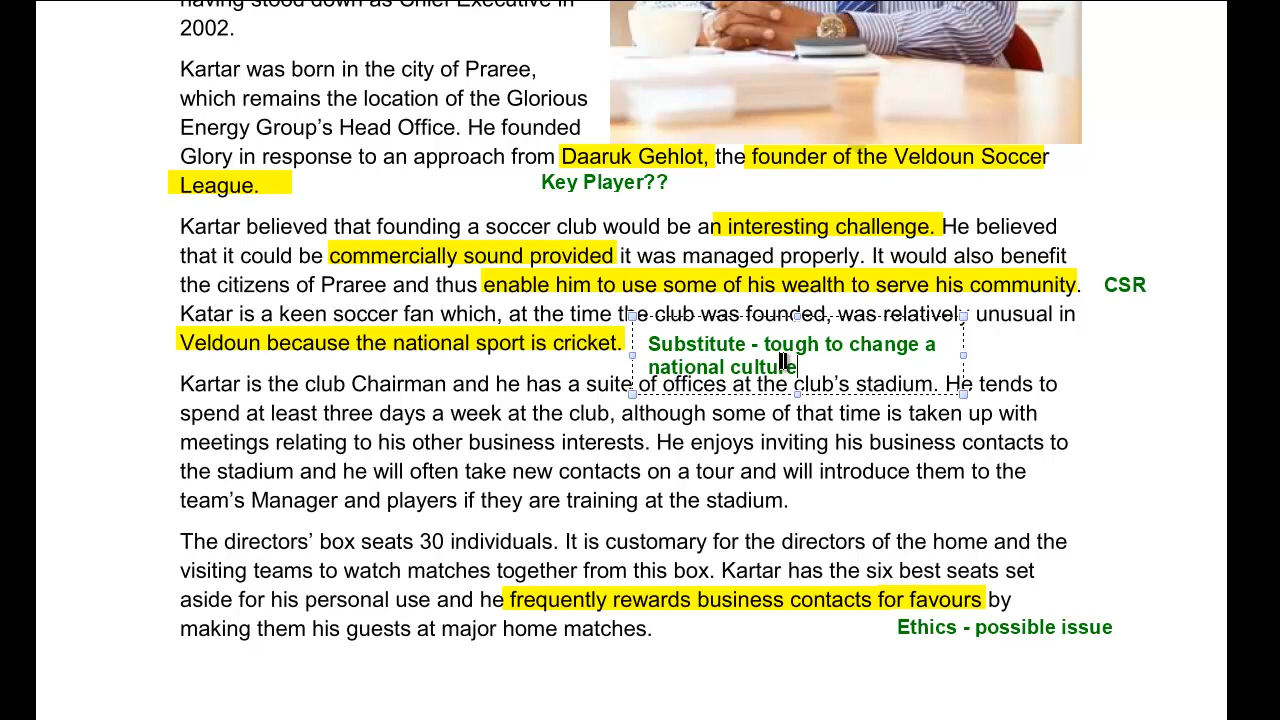 having stood down as Chief Executive in
2002.
Kartar was born in the city of Praree,
which remains the location of the Glorious
Energy Group's Head Office. He founded
Glory in response to an approach from Daaruk Gehlot, the founder of the Veldoun Soccer
League.
Key Player??
Kartar believed that founding a soccer club would be an interesting challenge. He believed
that it could be commercially sound provided it was managed properly. It would also benefit
the citizens of Praree and thus enable him to use some of his wealth to serve his community.
CSR
Katar is a keen soccer fan which, at the time the club was founded, was relatively unusual in
Veldoun because the national sport is cricket.
Substitute - tough to change a
national culture
Kartar is the club Chairman and he has a suite of offices at the club's stadium. He tends to
spend at least three days a week at the club, although some of that time is taken up with
meetings relating to his other business interests. He enjoys inviting his business contacts to
the stadium and he will often take new contacts on a tour and will introduce them to the
team's Manager and players if they are training at the stadium.
The directors' box seats 30 individuals. It is customary for the directors of the home and the
visiting teams to watch matches together from this box. Kartar has the six best seats set
aside for his personal use and he frequently rewards business contacts for favours by
making them his guests at major home matches.
Ethics - possible issue